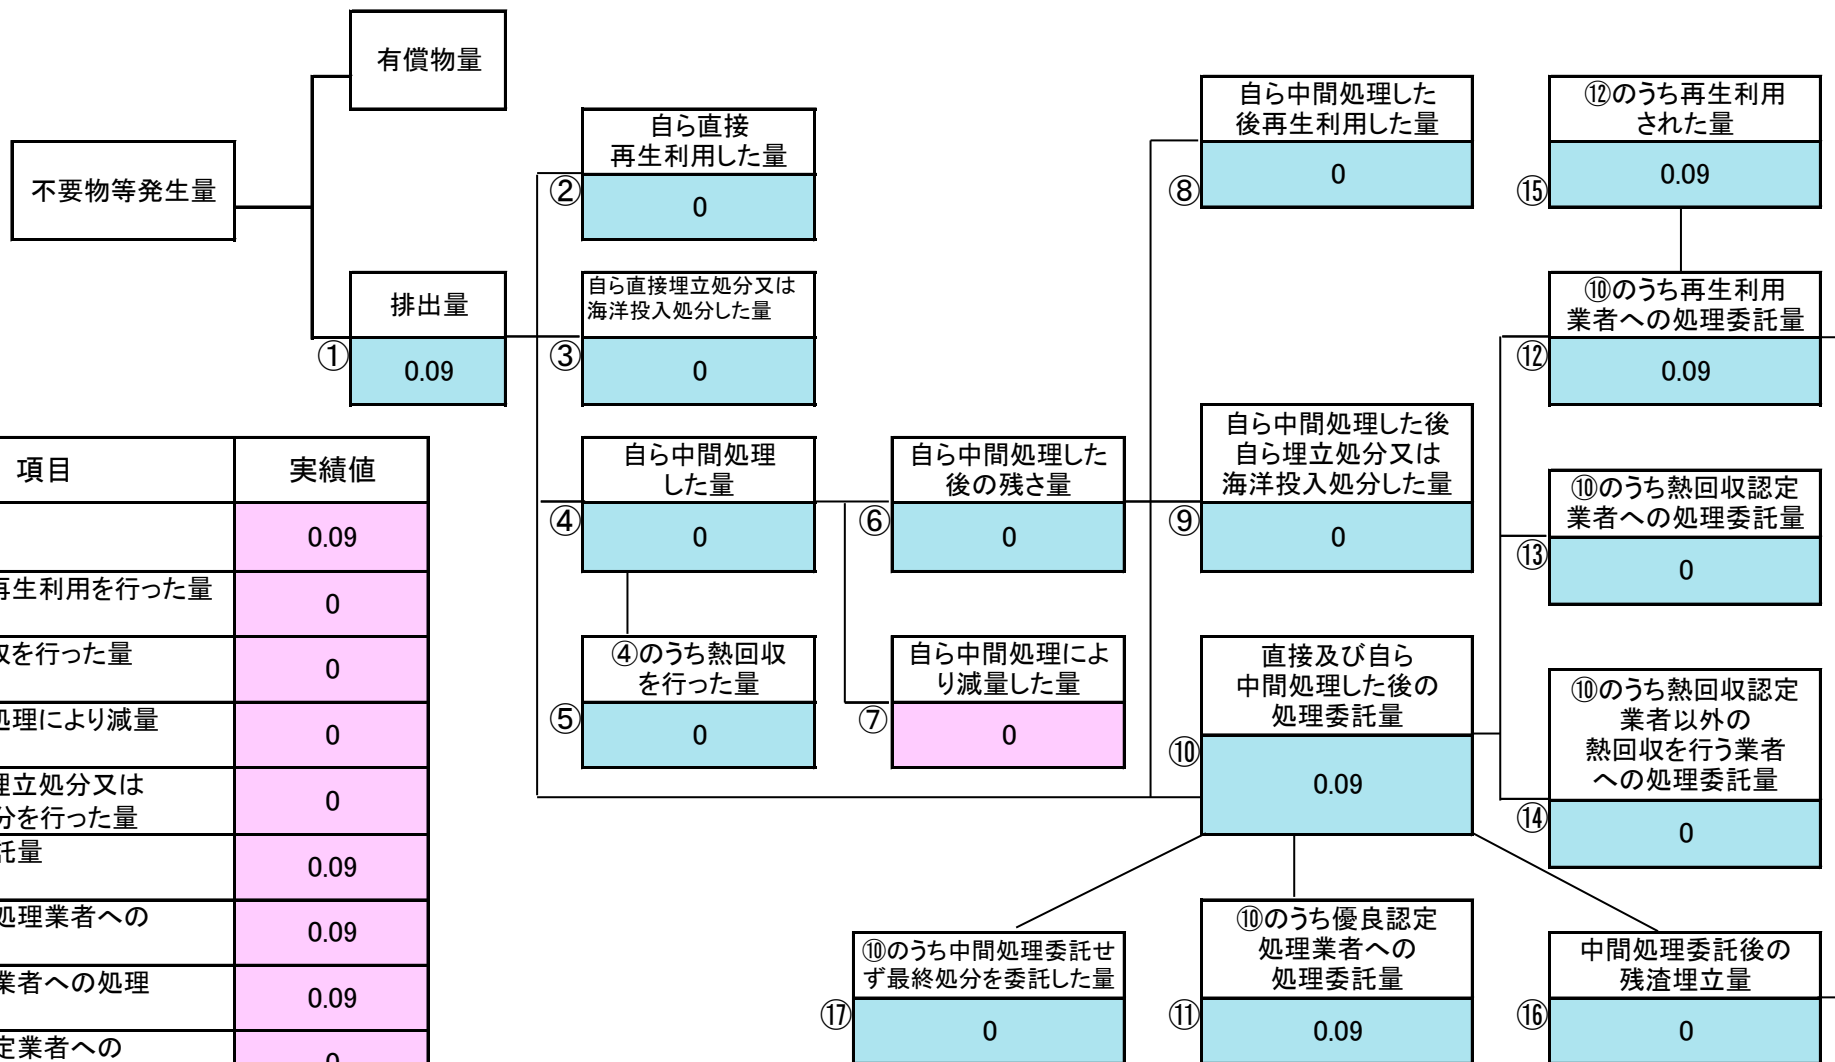 有償物量
不要物等発生量
排出量
①
0.09
自ら直接
再生利用した量
②
0
自ら直接埋立処分又は
海洋投入処分した量
③
0
自ら中間処理
した量
④
0
④のうち熱回収
を行った量
⑤
0
自ら中間処理した
後の残さ量
⑥
0
自ら中間処理によ
り減量した量
⑦
0
自ら中間処理した
後再生利用した量
⑧
0
自ら中間処理した後
自ら埋立処分又は
海洋投入処分した量
⑨
0
直接及び自ら
中間処理した後の
処理委託量
⑩
0.09
⑩のうち優良認定
処理業者への
処理委託量
⑪
0.09
⑫のうち再生利用
された量
⑮
0.09
⑩のうち再生利用
業者への処理委託量
⑫
0.09
⑩のうち熱回収認定
業者への処理委託量
⑬
0
⑩のうち熱回収認定
業者以外の
熱回収を行う業者
への処理委託量
⑭
0
中間処理委託後の
残渣埋立量
⑯
0
⑩のうち中間処理委託せ
ず最終処分を委託した量
⑰
0
項目 実績値
0.09
再生利用を行った量
0
を行った量
0
処理により減量
0
埋立処分又は
分を行った量
0
託量
0.09
処理業者への
0.09
業者への処理
0.09
定業者への
0